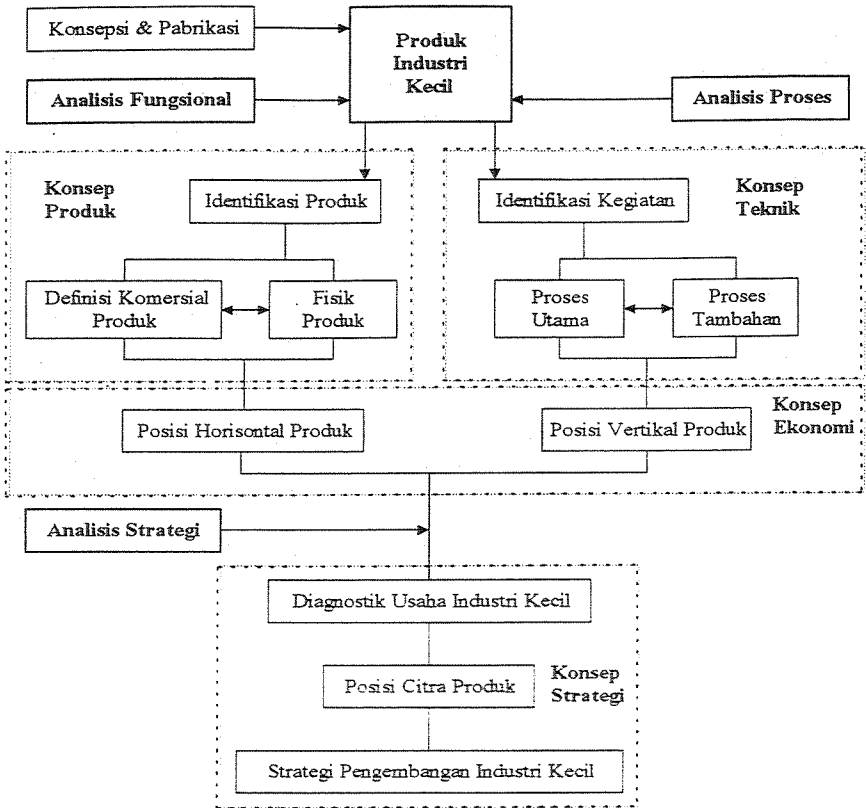 Konsepsi & Pabrikasi
Produk
Industri
Kecil
Analisis Fungsional
Analisis Proses
Konsep
Produk
Identifikasi Produk
Identifikasi Kegiatan
Konsep
Teknik
Definisi Komersial
Produk
Fisik
Produk
Proses
Utama
Proses
Tambahan
Posisi Horisontal Produk
Posisi Vertikal Produk
Konsep
Ekonomi
Analisis Strategi
Diagnostik Usaha Industri Kecil
Posisi Citra Produk
Konsep
Strategi
Strategi Pengembangan Industri Kecil